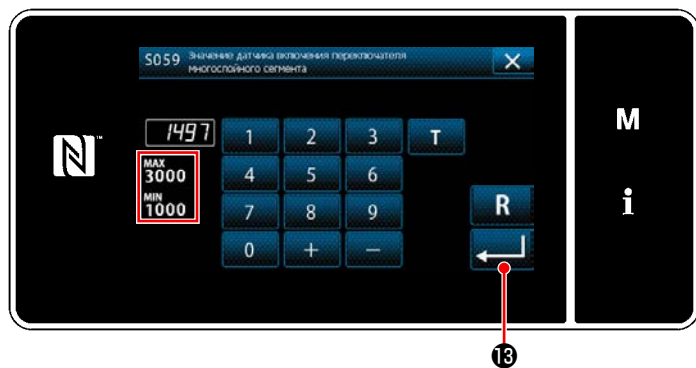 S059 Значение датчика включения переключателя
многослойного сегмента
X
1497
1 2 3 T
MAX
3000
4 5 6
MIN
1000
7 8 9 R
0 + −
M
i
N
⓭